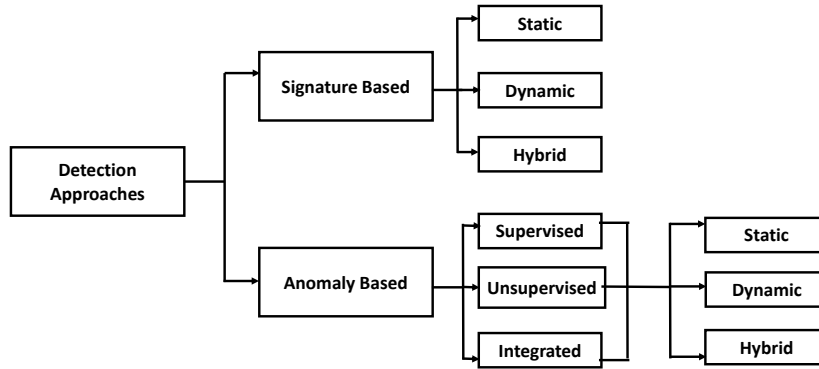 Static
Signature Based
Dynamic
Hybrid
Detection
Approaches
Supervised
Static
Anomaly Based
Unsupervised
Dynamic
Integrated
Hybrid